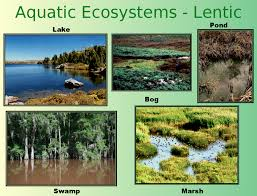 Aquatic Ecosystems - Lentic
Lake
Pond
Bog
Swamp
Marsh